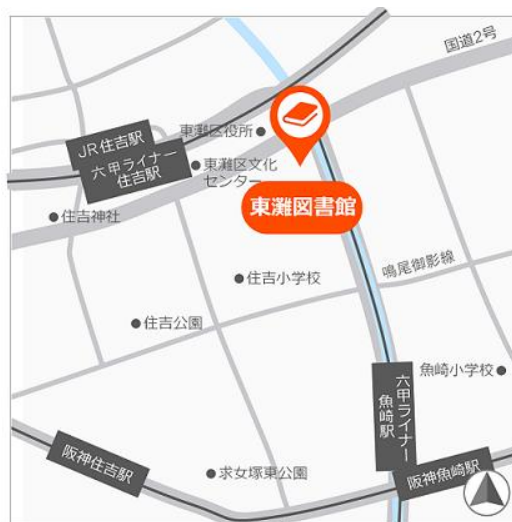 国道2号
JR住吉駅
六甲ライナー
住吉駅
東灘区役所
東灘区文化
センター
東灘図書館
住吉神社
鳴尾御影線
住吉小学校
住吉公園
六甲ライナー
魚崎駅
魚崎小学校
阪神住吉駅
求女塚東公園
阪神魚崎駅